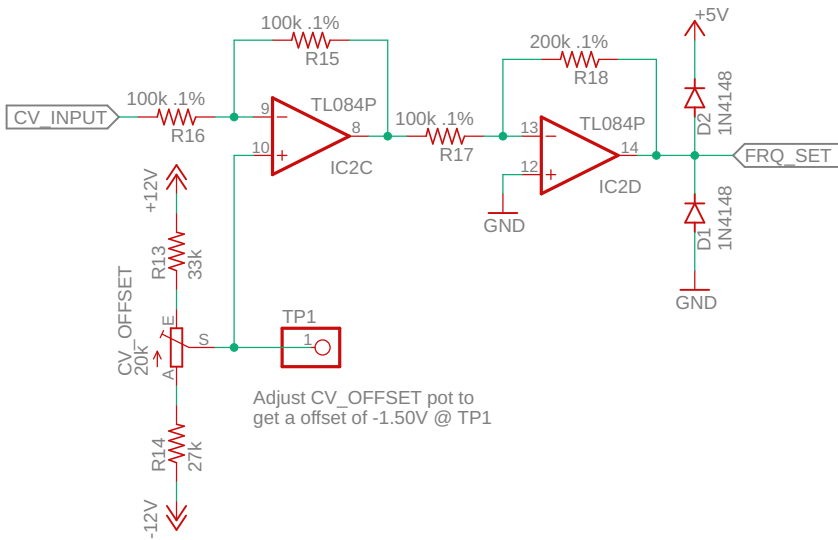 +5V
100k .1%
R15
200k .1%
R18
D2
1N4148
CV_INPUT
100k .1%
R16
9
10
8
TL084P
IC2C
100k .1%
R17
13
12
14
TL084P
IC2D
FRQ_SET
GND
D1
1N4148
GND
+12V
R13
33k
CV_OFFSET
20k
E
S
A
TP1
1
Adjust CV_OFFSET pot to
get a offset of -1.50V @ TP1
R14
27k
-12V